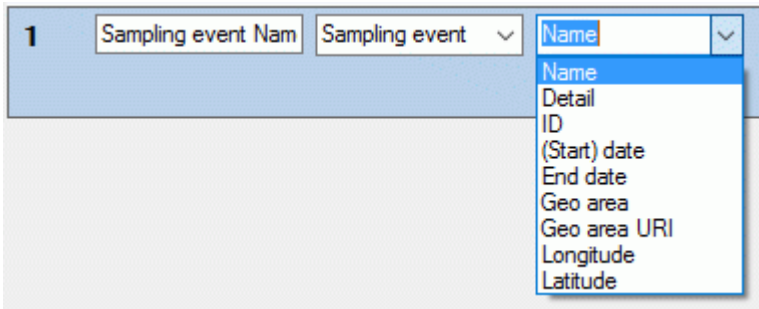 1 Sampling event Nam Sampling event Name
Name
Detail
ID
(Start) date
End date
Geo area
Geo area URI
Longitude
Latitude